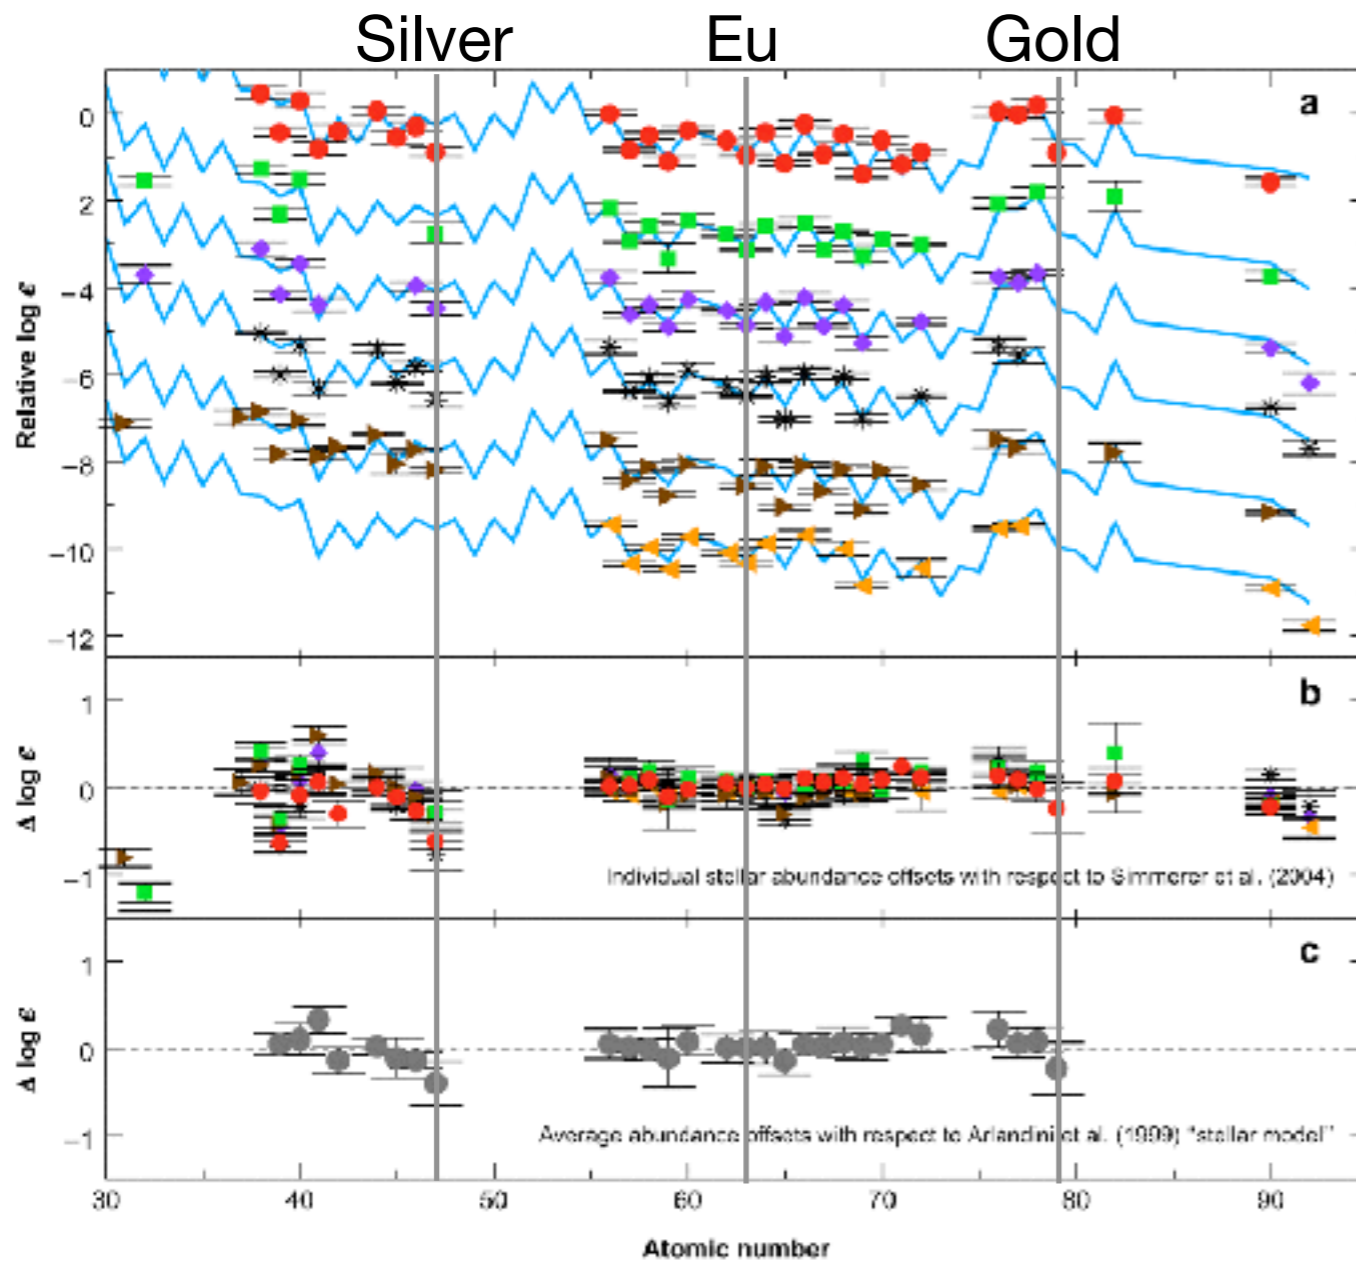 Silver Eu Gold
a
0
2
−4
−6
−8
−10
−12
Relative log ε
b
1
0
−1
Δ log ε
Individual stellar abundance offsets with respect to Simmerer et al. (2004)
c
1
0
−1
Δ log ε
Average abundance offsets with respect to Arlandini et al. (1999) "stellar model"
30 40 50 60 70 80 90
Atomic number